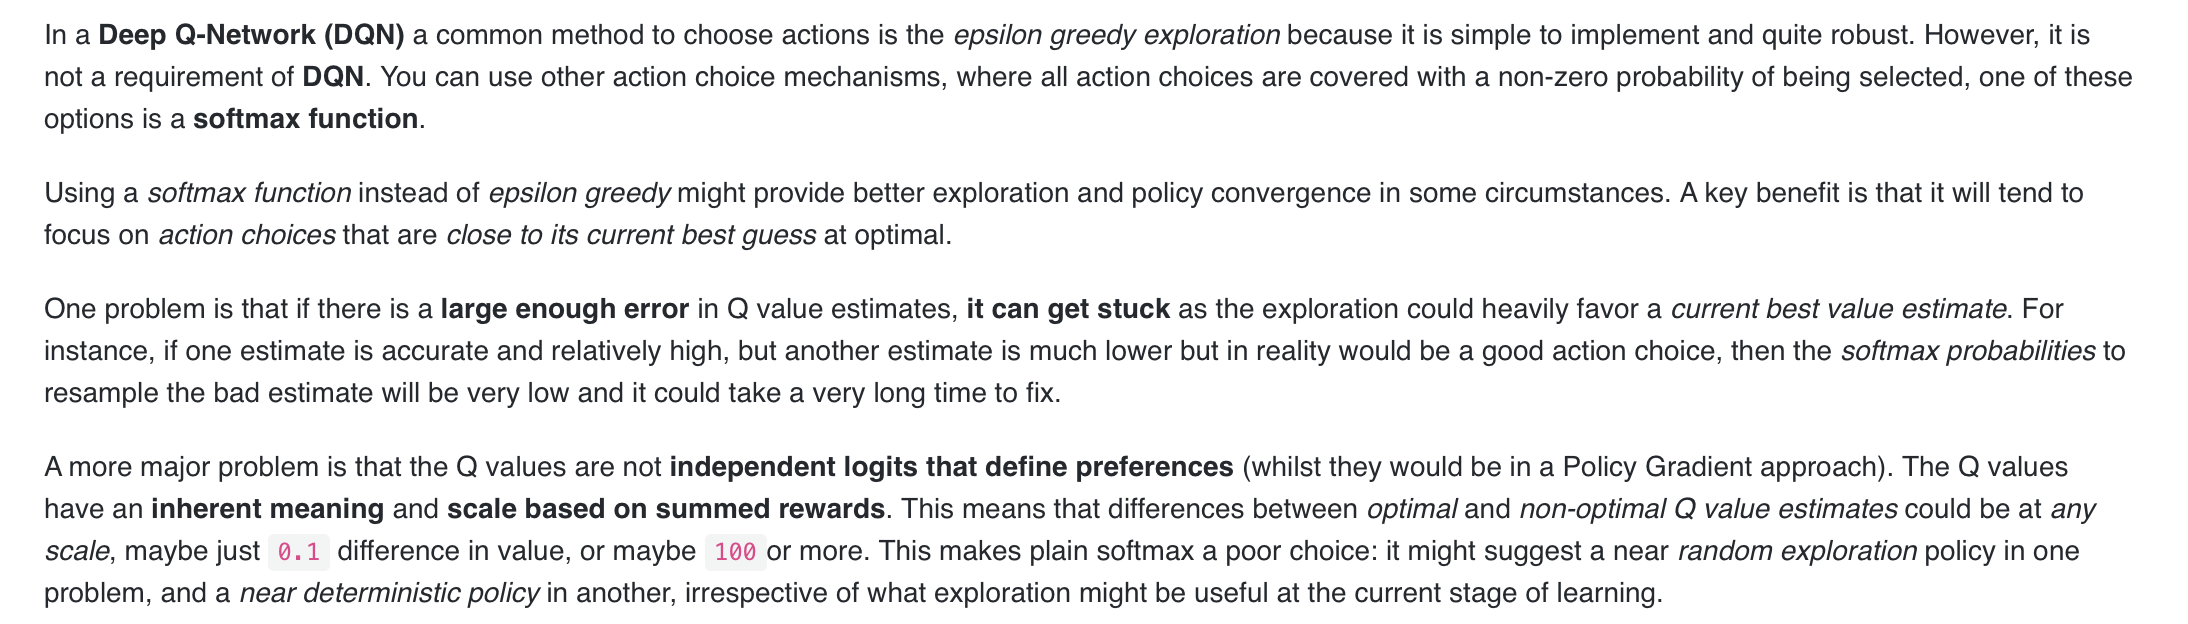 In a Deep Q-Network (DQN) a common method to choose actions is the epsilon greedy exploration because it is simple to implement and quite robust. However, it is
not a requirement of DQN. You can use other action choice mechanisms, where all action choices are covered with a non-zero probability of being selected, one of these
options is a softmax function.
Using a softmax function instead of epsilon greedy might provide better exploration and policy convergence in some circumstances. A key benefit is that it will tend to
focus on action choices that are close to its current best guess at optimal.
One problem is that if there is a large enough error in Q value estimates, it can get stuck as the exploration could heavily favor a current best value estimate. For
instance, if one estimate is accurate and relatively high, but another estimate is much lower but in reality would be a good action choice, then the softmax probabilities to
resample the bad estimate will be very low and it could take a very long time to fix.
A more major problem is that the Q values are not independent logits that define preferences (whilst they would be in a Policy Gradient approach). The Q values
have an inherent meaning and scale based on summed rewards. This means that differences between optimal and non-optimal Q value estimates could be at any
scale, maybe just 0.1 difference in value, or maybe 100 or more. This makes plain softmax a poor choice: it might suggest a near random exploration policy in one
problem, and a near deterministic policy in another, irrespective of what exploration might be useful at the current stage of learning.